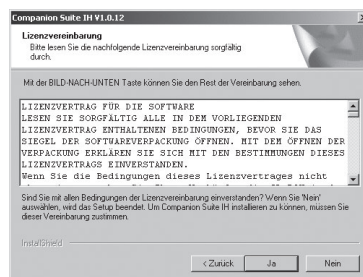 Companion Suite IH V1.0.12
Lizenzvereinbarung
Bitte lesen Sie die nachfolgende Lizenzvereinbarung sorgfältig
durch.
Mit der BILD-NACH-UNTEN Taste können Sie den Rest der Vereinbarung sehen.
LIZENZVERTRAG FÜR DIE SOFTWARE
LESEN SIE SORGFÄLTIG ALLE IN DEM VORLIEGENDEN
LIZENZVERTRAG ENTHALTENEN BEDINGUNGEN, BEVOR SIE DAS
SIEGEL DER SOFTWAREVERPACKUNG ÖFFNEN. MIT DEM ÖFFNEN DER
VERPACKUNG ERKLÄREN SIE SICH MIT DEN BESTIMMUNGEN DIESES
LIZENZVERTRAGS EINVERSTANDEN.
Wenn Sie die Bedingungen dieses Lizenzvertrages nicht
Sind Sie mit allen Bedingungen der Lizenzvereinbarung einverstanden? Wenn Sie 'Nein'
auswählen, wird das Setup beendet. Um Companion Suite IH installieren zu können, müssen Sie
dieser Vereinbarung zustimmen.
InstallShield
< Zurück Ja Nein